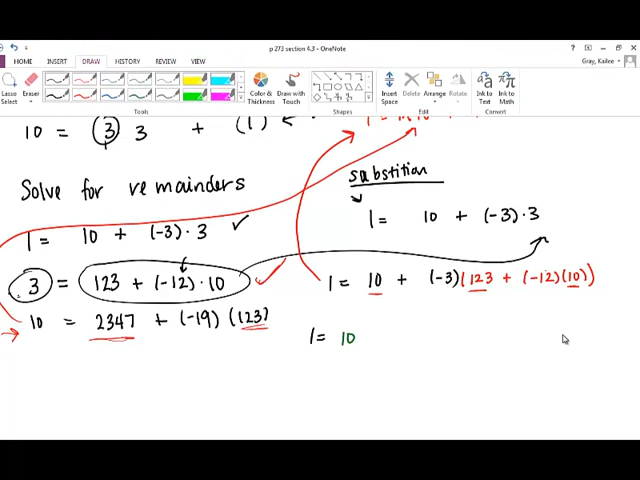 p 273 section 4.3 - OneNote
HOME INSERT DRAW HISTORY REVIEW VIEW
Gray, Kailee
Lasso Select
Eraser
Color & Thickness
Draw with Touch
Insert Space
Delete
Arrange
Rotate
Ink to Text
Ink to Math
Tools
Shapes
Edit
Convert
10 = (3) 3 + (1)
Solve for remainders
substition
1 = 10 + (-3) · 3
1 = 10 + (-3) · 3
3 = 123 + (-12) · 10
1 = 10 + (-3)(123 + (-12)(10))
10 = 2347 + (-19) (123)
1 = 10